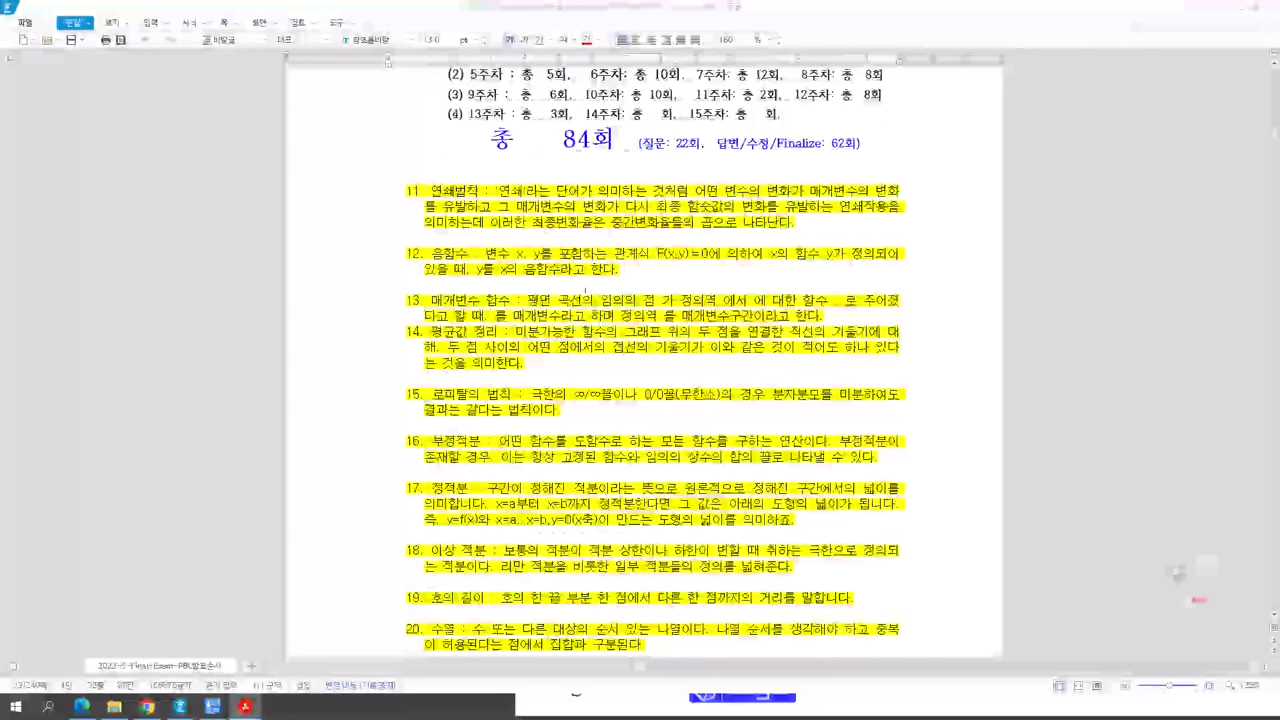 파일 편집 보기 입력 서식 쪽 화면 검토 도구
바탕글 대표 함초롬바탕 13.0 pt 160 %
(2) 5주차 : 총 5회, 6주차: 총 10회, 7주차: 총 12회, 8주차: 총 8회
(3) 9주차 : 총 6회, 10주차: 총 10회, 11주차: 총 2회, 12주차: 총 8회
(4) 13주차 : 총 3회, 14주차: 총 회, 15주차: 총 회.
총 84회 (질문: 22회, 답변/수정/Finalize: 62회)
11. 연쇄법칙 : '연쇄'라는 단어가 의미하는 것처럼 어떤 변수의 변화가 매개변수의 변화
를 유발하고 그 매개변수의 변화가 다시 최종 함숫값의 변화를 유발하는 연쇄작용을
의미하는데 이러한 최종변화율은 중간변화율들의 곱으로 나타난다.
12. 음함수 변수 x, y를 포함하는 관계식 F(x,y)=0에 의하여 x의 함수 y가 정의되어
있을 때, y를 x의 음함수라고 한다.
13. 매개변수 함수 : 평면 곡선의 임의의 점 가 정의역 에서 에 대한 함수 로 주어졌
다고 할 때, 를 매개변수라고 하며 정의역 를 매개변수구간이라고 한다.
14. 평균값 정리 : 미분가능한 함수의 그래프 위의 두 점을 연결한 직선의 기울기에 대
해, 두 점 사이의 어떤 점에서의 접선의 기울기가 이와 같은 것이 적어도 하나 있다
는 것을 의미한다.
15. 로피탈의 법칙 : 극한의 ∞/∞꼴이나 0/0꼴(무한소)의 경우 분자분모를 미분하여도
결과는 같다는 법칙이다.
16. 부정적분 : 어떤 함수를 도함수로 하는 모든 함수를 구하는 연산이다. 부정적분이
존재할 경우, 이는 항상 고정된 함수와 임의의 상수의 합의 꼴로 나타낼 수 있다.
17. 정적분 구간이 정해진 적분이라는 뜻으로 원론적으로 정해진 구간에서의 넓이를
의미합니다. x=a부터 x=b까지 정적분한다면 그 값은 아래의 도형의 넓이가 됩니다.
즉, y=f(x)와 x=a, x=b,y=0(x축)이 만드는 도형의 넓이를 의미하죠.
18. 이상 적분 : 보통의 적분이 적분 상한이나 하한이 변할 때 취하는 극한으로 정의되
는 적분이다. 리만 적분을 비롯한 일부 적분들의 정의를 넓혀준다.
19. 호의 길이 호의 한 끝 부분 한 점에서 다른 한 점까지의 거리를 말합니다.
20. 수열 : 수 또는 다른 대상의 순서 있는 나열이다. 나열 순서를 생각해야 하고 중복
이 허용된다는 점에서 집합과 구분된다